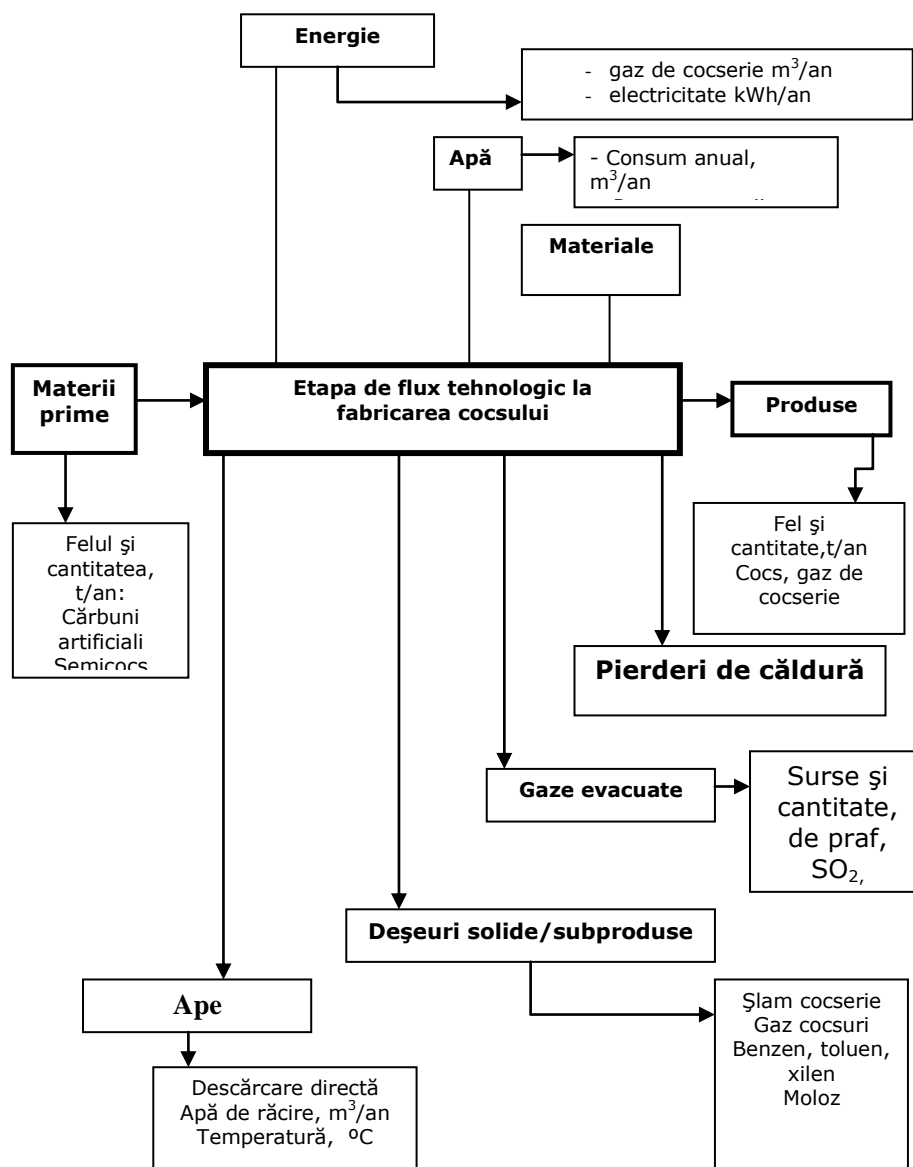 Energie
- gaz de cocserie m³/an
- electricitate kWh/an
Apă
- Consum anual,
m³/an
Materiale
Materii
prime
Etapa de flux tehnologic la
fabricarea cocsului
Produse
Felul şi
cantitatea,
t/an:
Cărbuni
artificiali
Semicocs
Fel şi
cantitate,t/an
Cocs, gaz de
cocserie
Pierderi de căldură
Gaze evacuate
Surse şi
cantitate,
de praf,
SO₂,
Deşeuri solide/subproduse
Ape
Şlam cocserie
Gaz cocsuri
Benzen, toluen,
xilen
Moloz
Descărcare directă
Apă de răcire, m³/an
Temperatură, ºC